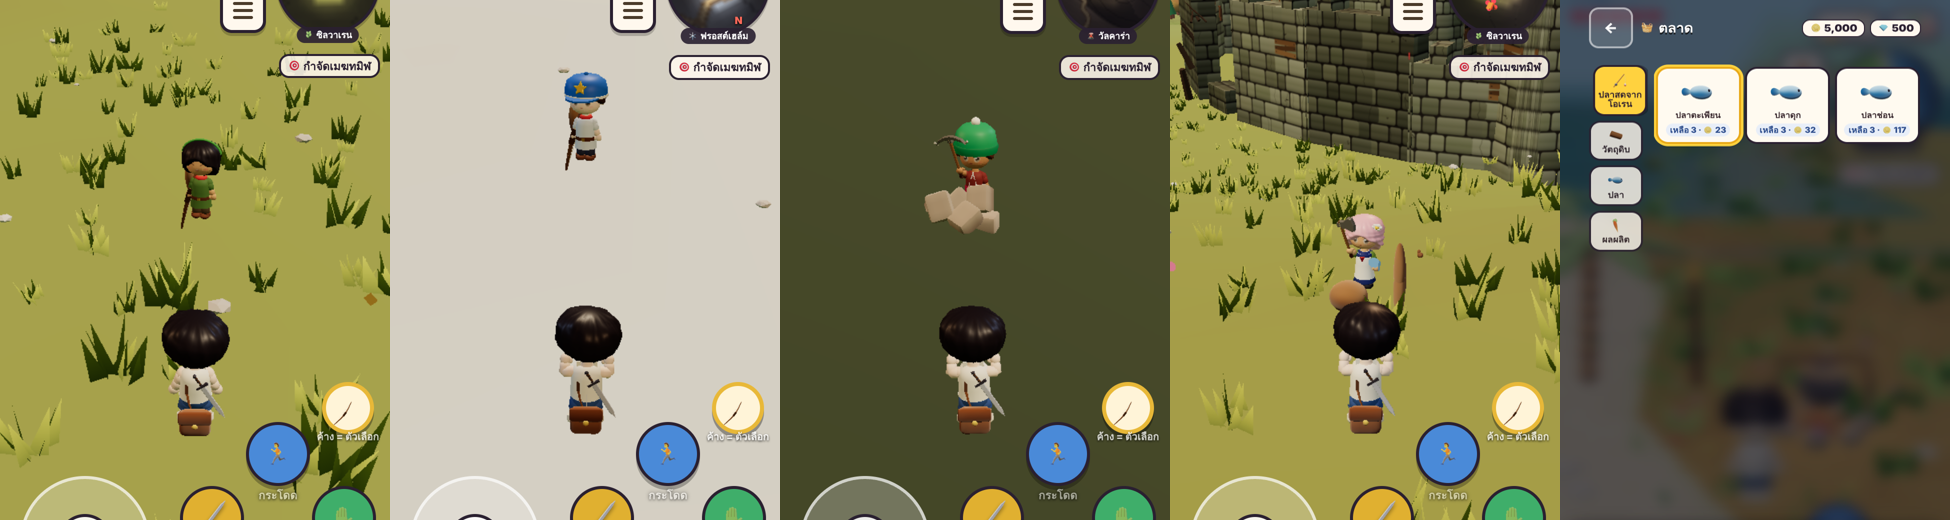 ซิลวาเรน
กำจัดเมฆทมิฬ
ค้าง = ตัวเลือก
กระโดด
N
ฟรอสต์เฮล์ม
กำจัดเมฆทมิฬ
ค้าง = ตัวเลือก
กระโดด
วัลคาร่า
กำจัดเมฆทมิฬ
ค้าง = ตัวเลือก
กระโดด
ซิลวาเรน
กำจัดเมฆทมิฬ
ค้าง = ตัวเลือก
กระโดด
ตลาด
5,000
500
ปลาสดจาก
โอเรน
วัตถุดิบ
ปลา
ผลผลิต
ปลาตะเพียน
เหลือ 3 · 23
ปลาดุก
เหลือ 3 · 32
ปลาช่อน
เหลือ 3 · 117